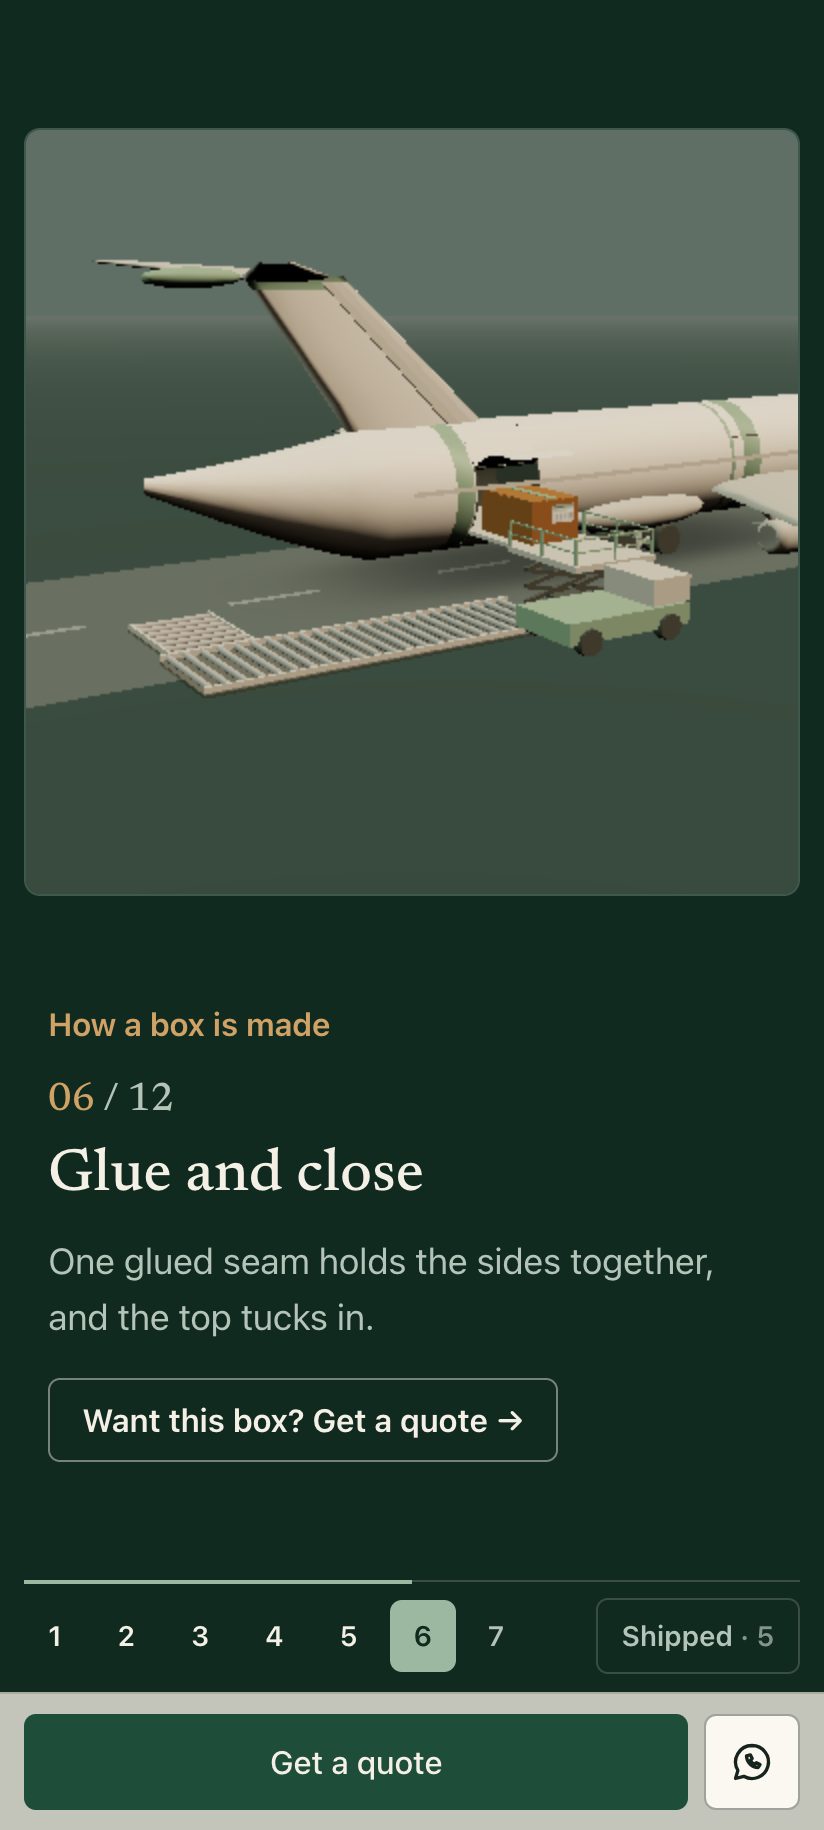 How a box is made
06 / 12
Glue and close
One glued seam holds the sides together,
and the top tucks in.
Want this box? Get a quote →
1 2 3 4 5 6 7 Shipped · 5
Get a quote